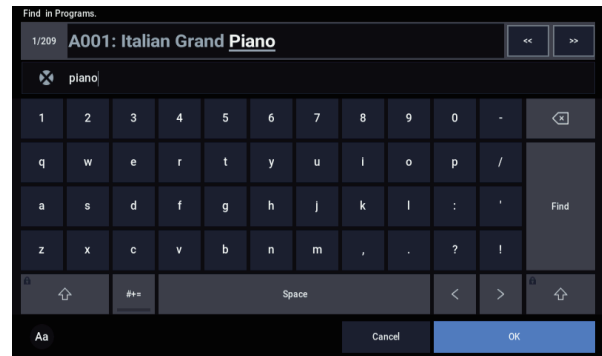 Find in Programs.
1/209 A001: Italian Grand Piano << >>
piano
1 2 3 4 5 6 7 8 9 0 -
q w e r t y u i o p /
a s d f g h j k l : ' Find
z x c v b n m , . ? !
#+= Space < >
Aa Cancel OK